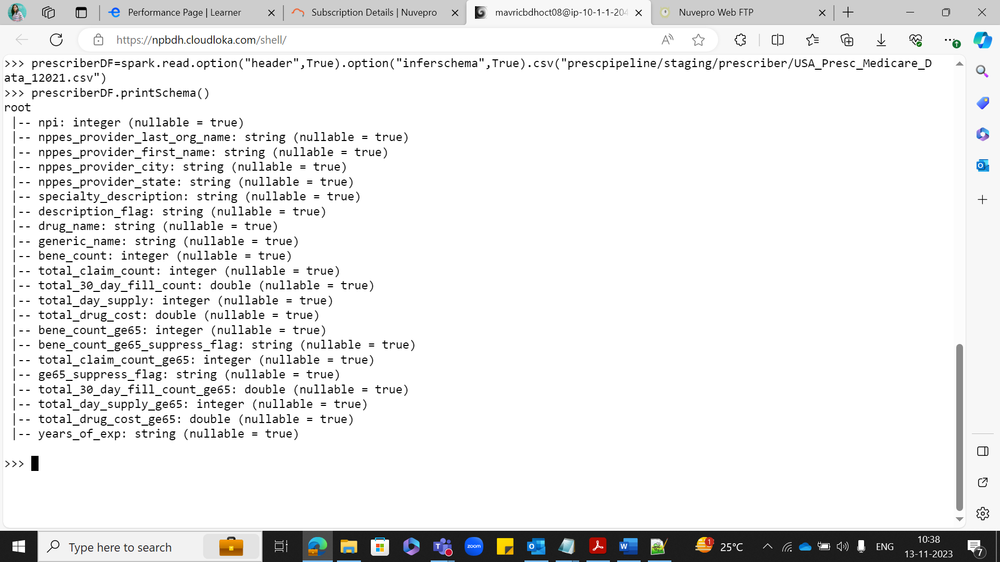 Performance Page | Learner
Subscription Details | Nuvepro
mavricbdhoct08@ip-10-1-1-204
Nuvepro Web FTP
https://npbdh.cloudloka.com/shell/
>>> prescriberDF=spark.read.option("header",True).option("inferschema",True).csv("prescpipeline/staging/prescriber/USA_Presc_Medicare_D
ata_12021.csv")
>>> prescriberDF.printSchema()
root
|-- npi: integer (nullable = true)
|-- nppes_provider_last_org_name: string (nullable = true)
|-- nppes_provider_first_name: string (nullable = true)
|-- nppes_provider_city: string (nullable = true)
|-- nppes_provider_state: string (nullable = true)
|-- specialty_description: string (nullable = true)
|-- description_flag: string (nullable = true)
|-- drug_name: string (nullable = true)
|-- generic_name: string (nullable = true)
|-- bene_count: integer (nullable = true)
|-- total_claim_count: integer (nullable = true)
|-- total_30_day_fill_count: double (nullable = true)
|-- total_day_supply: integer (nullable = true)
|-- total_drug_cost: double (nullable = true)
|-- bene_count_ge65: integer (nullable = true)
|-- bene_count_ge65_suppress_flag: string (nullable = true)
|-- total_claim_count_ge65: integer (nullable = true)
|-- ge65_suppress_flag: string (nullable = true)
|-- total_30_day_fill_count_ge65: double (nullable = true)
|-- total_day_supply_ge65: integer (nullable = true)
|-- total_drug_cost_ge65: double (nullable = true)
|-- years_of_exp: string (nullable = true)
>>>
Type here to search
zoom
1
25°C
ENG
10:38
13-11-2023
7